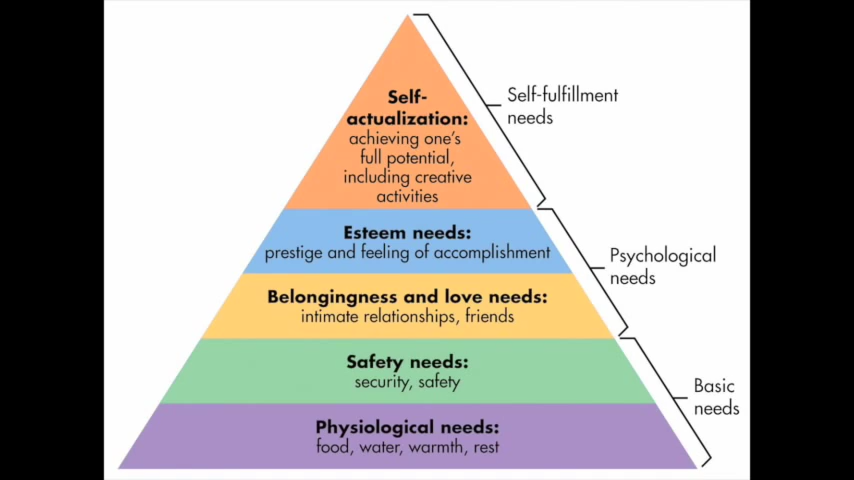 Self-
actualization:
achieving one's
full potential,
including creative
activities
Self-fulfillment
needs
Esteem needs:
prestige and feeling of accomplishment
Belongingness and love needs:
intimate relationships, friends
Psychological
needs
Safety needs:
security, safety
Physiological needs:
food, water, warmth, rest
Basic
needs